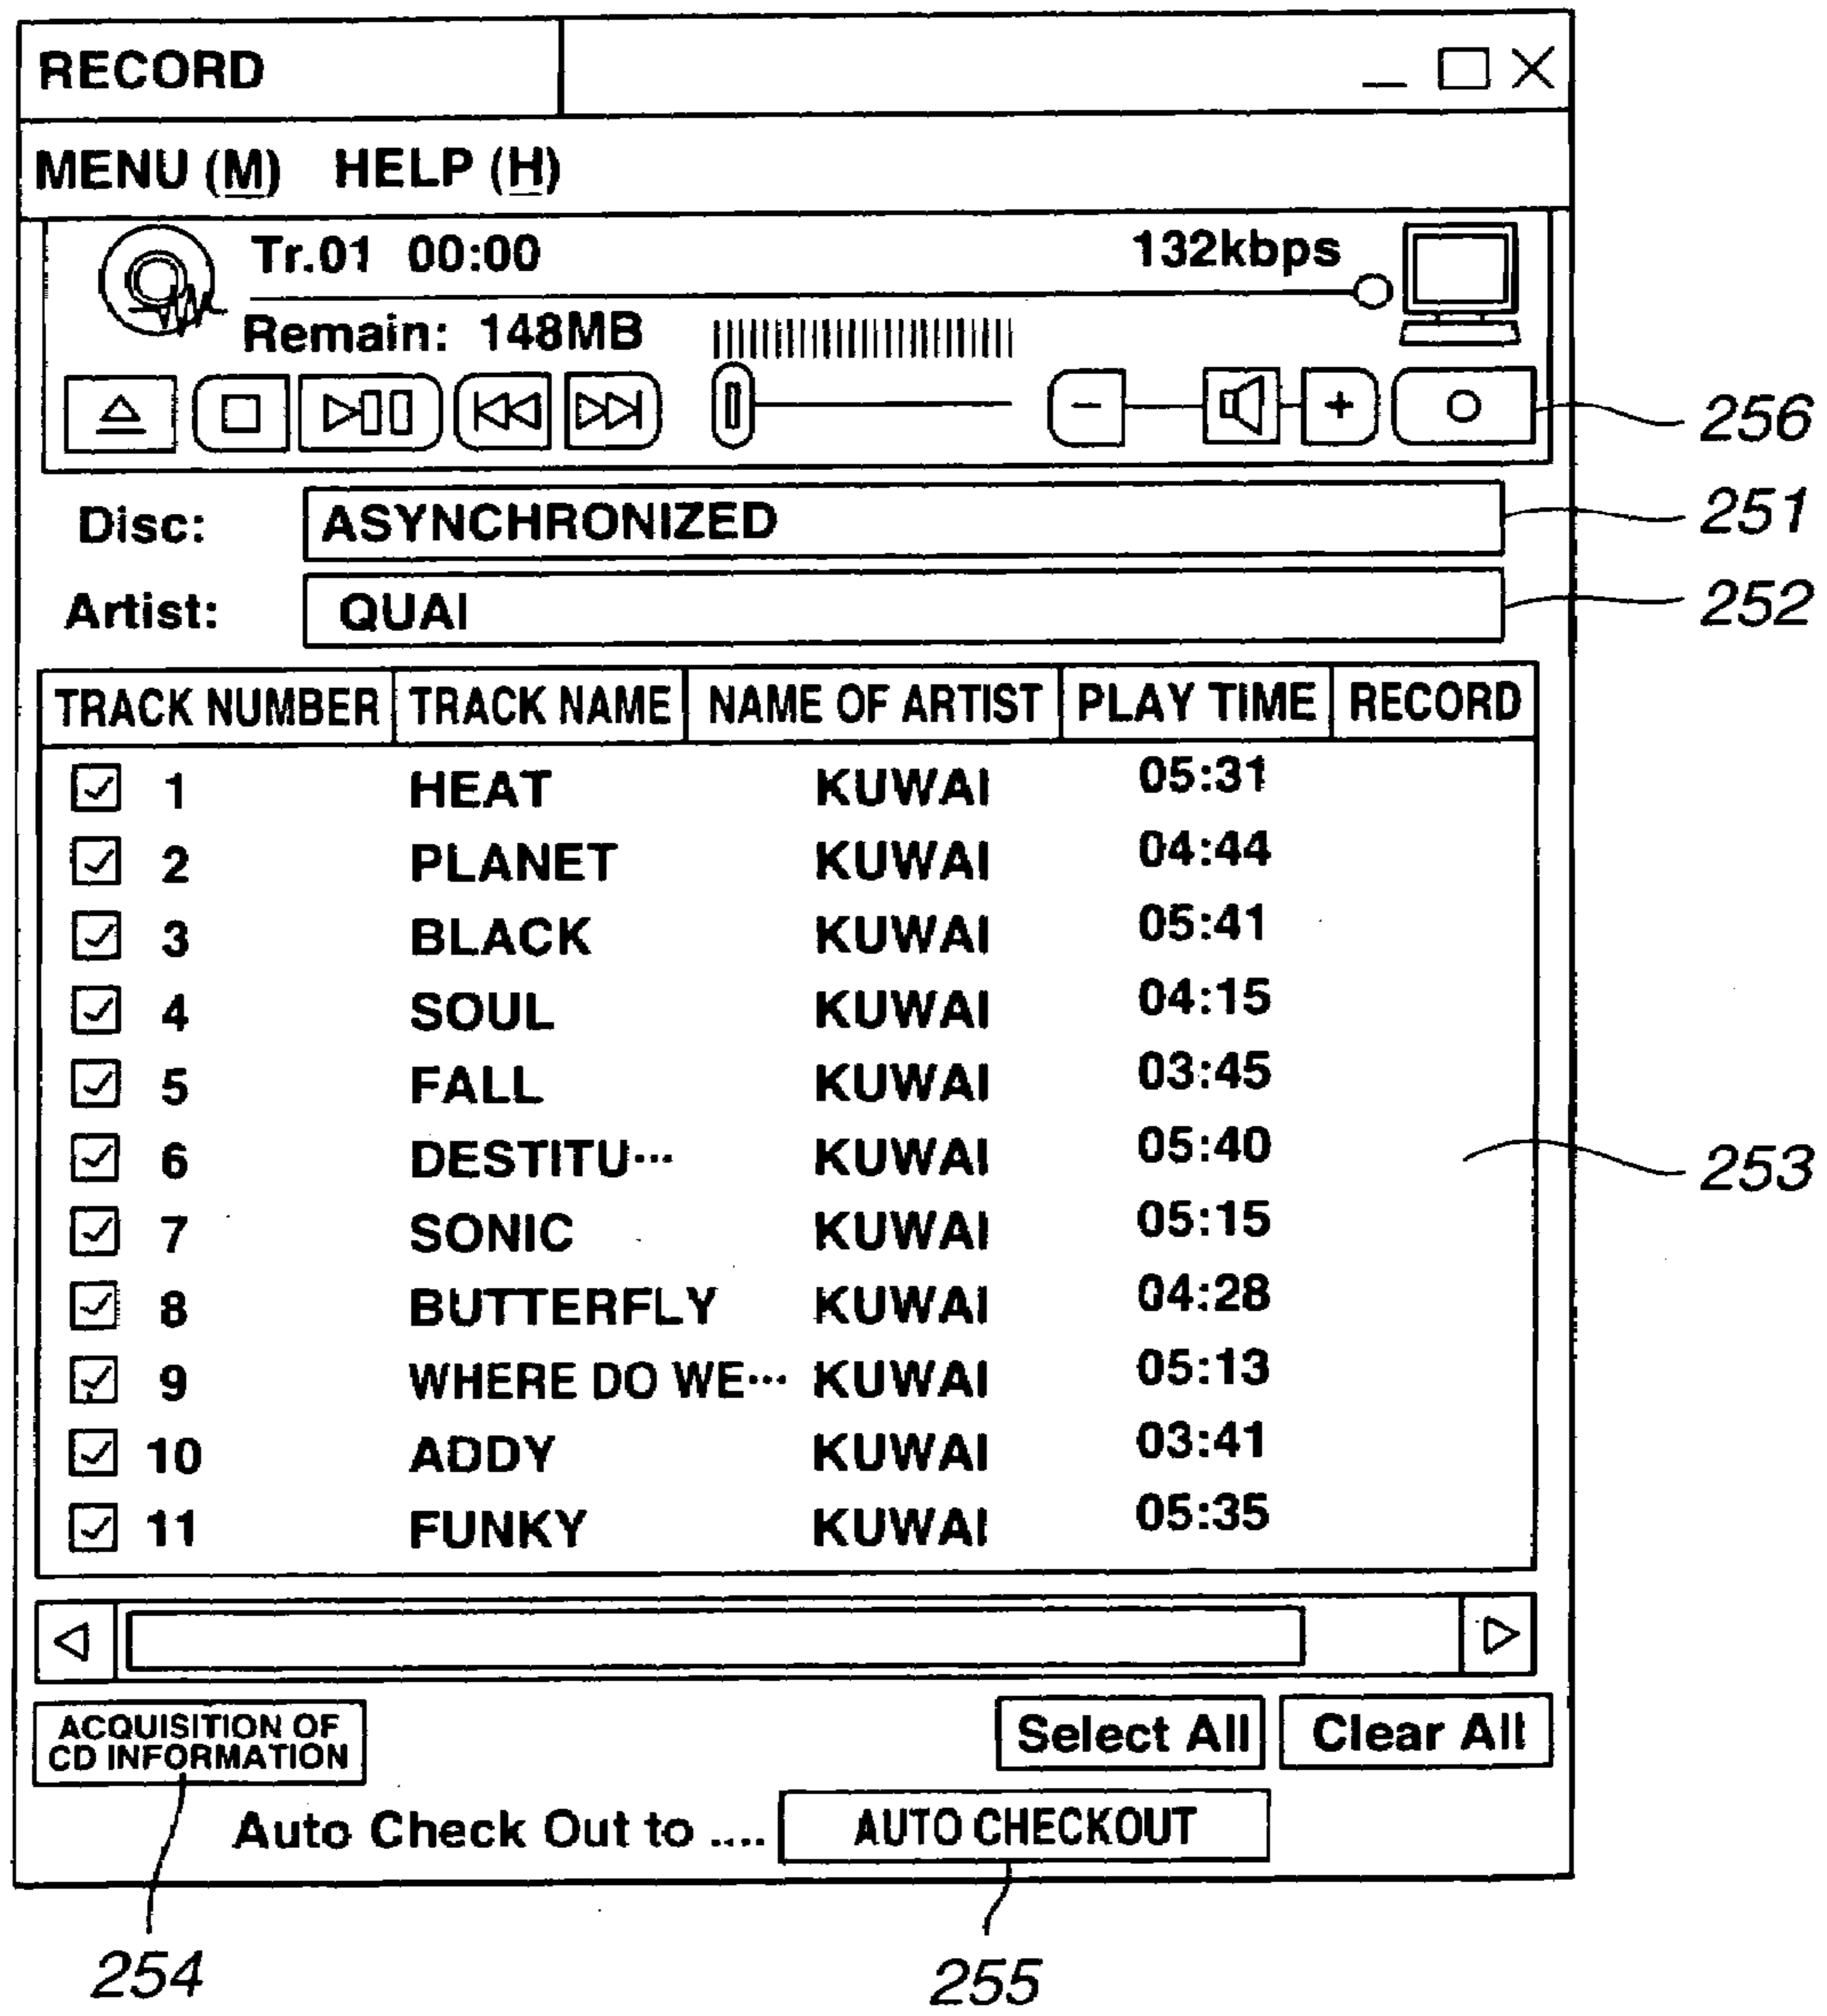 RECORD
MENU (M) HELP (H)
Tr.01 00:00 132kbps
Remain: 148MB
256
Disc: ASYNCHRONIZED 251
Artist: QUAI 252
TRACK NUMBER TRACK NAME NAME OF ARTIST PLAY TIME RECORD
1 HEAT KUWAI 05:31
2 PLANET KUWAI 04:44
3 BLACK KUWAI 05:41
4 SOUL KUWAI 04:15
5 FALL KUWAI 03:45
6 DESTITU... KUWAI 05:40 253
7 SONIC KUWAI 05:15
8 BUTTERFLY KUWAI 04:28
9 WHERE DO WE... KUWAI 05:13
10 ADDY KUWAI 03:41
11 FUNKY KUWAI 05:35
ACQUISITION OF
CD INFORMATION
Select All Clear All
Auto Check Out to .... AUTO CHECKOUT
254 255